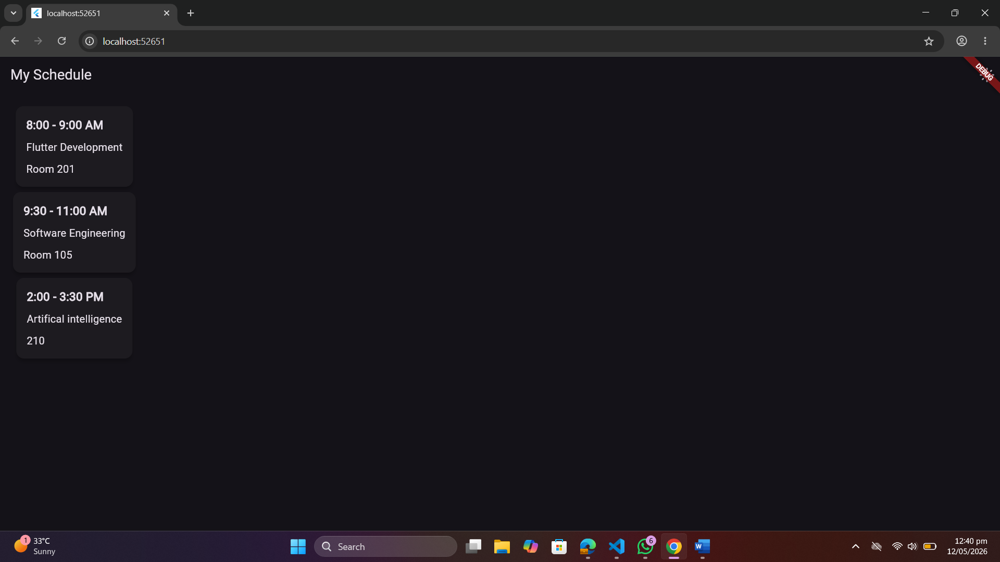 localhost:52651
localhost:52651
My Schedule
DEBUG
8:00 - 9:00 AM
Flutter Development
Room 201
9:30 - 11:00 AM
Software Engineering
Room 105
2:00 - 3:30 PM
Artifical intelligence
210
1
33°C
Sunny
Search
6
W
12:40 pm
12/05/2026